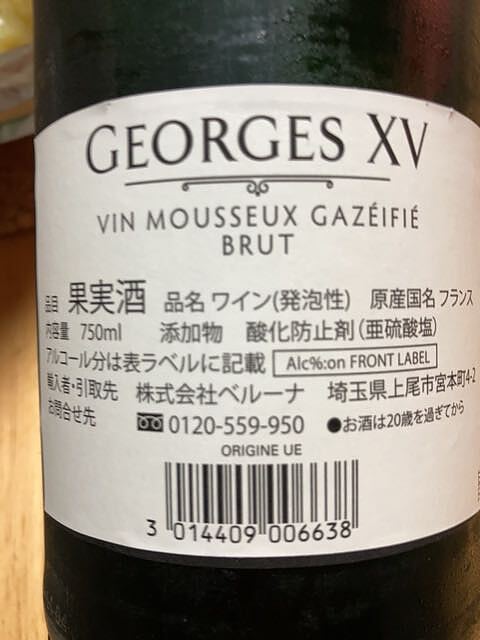 GEORGES XV
VIN MOUSSEUX GAZÉIFIÉ
BRUT
品目 果実酒 品名 ワイン(発泡性) 原産国名 フランス
内容量 750ml 添加物 酸化防止剤(亜硫酸塩)
アルコール分は表ラベルに記載 Alc%:on FRONT LABEL
輸入者・引取先 株式会社ベルーナ 埼玉県上尾市宮本町4-2
お問合せ先 0120-559-950 ●お酒は20歳を過ぎてから
ORIGINE UE
3 014409 006638